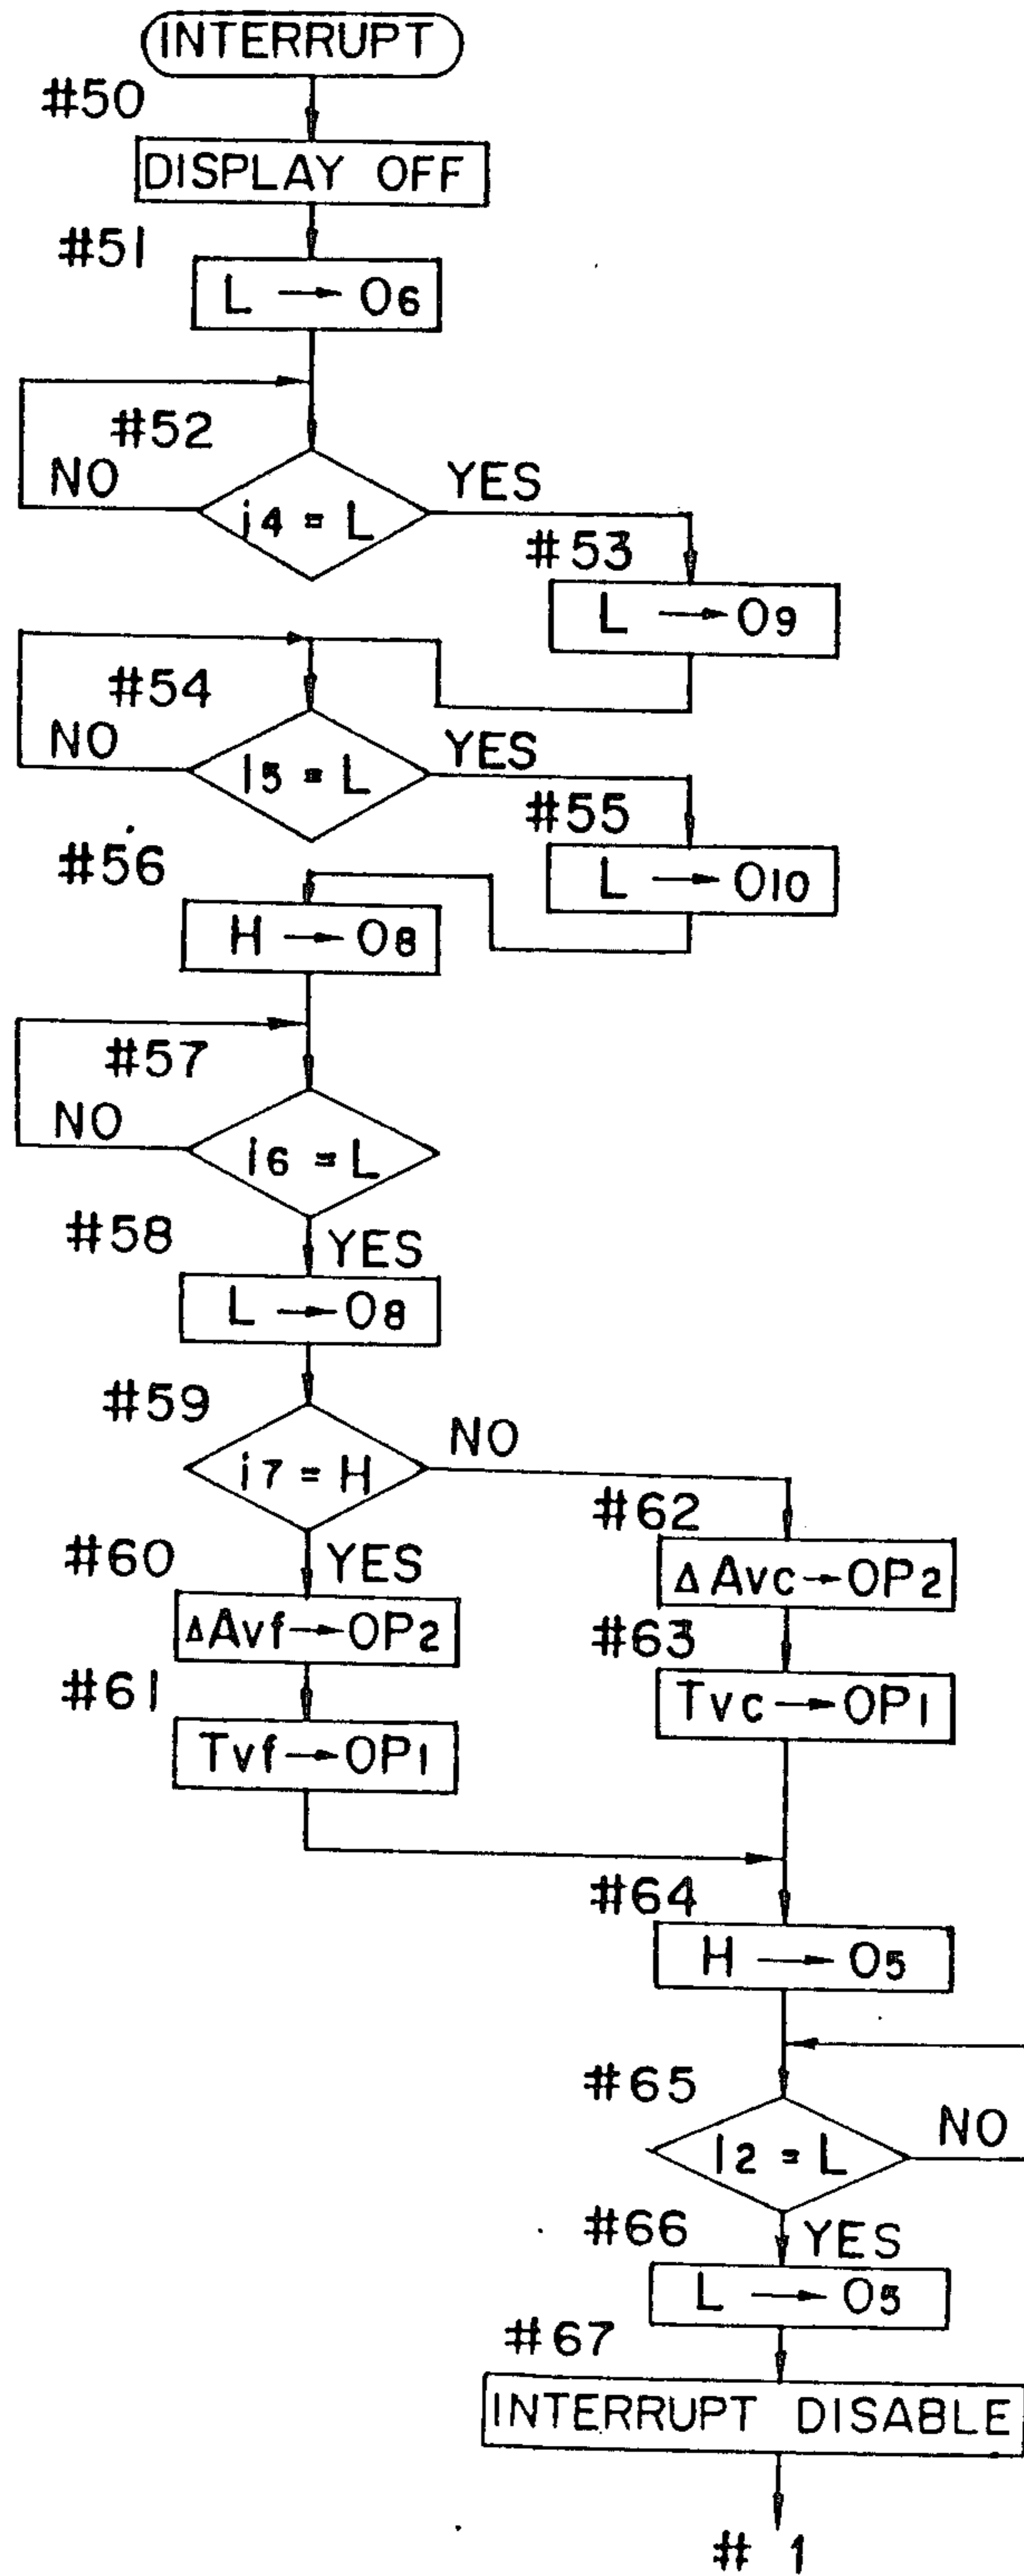 INTERRUPT
#50
DISPLAY OFF
#51
L → O6
#52
NO
YES
i4 = L
#53
L → O9
#54
NO
YES
I5 = L
#55
L → O10
#56
H → O8
#57
NO
i6 = L
#58
YES
L → O8
#59
NO
i7 = H
#62
#60
YES
ΔAvc → OP2
ΔAvf → OP2
#63
#61
Tvc → OP1
Tvf → OP1
#64
H → O5
#65
NO
I2 = L
#66
YES
L → O5
#67
INTERRUPT DISABLE
# 1